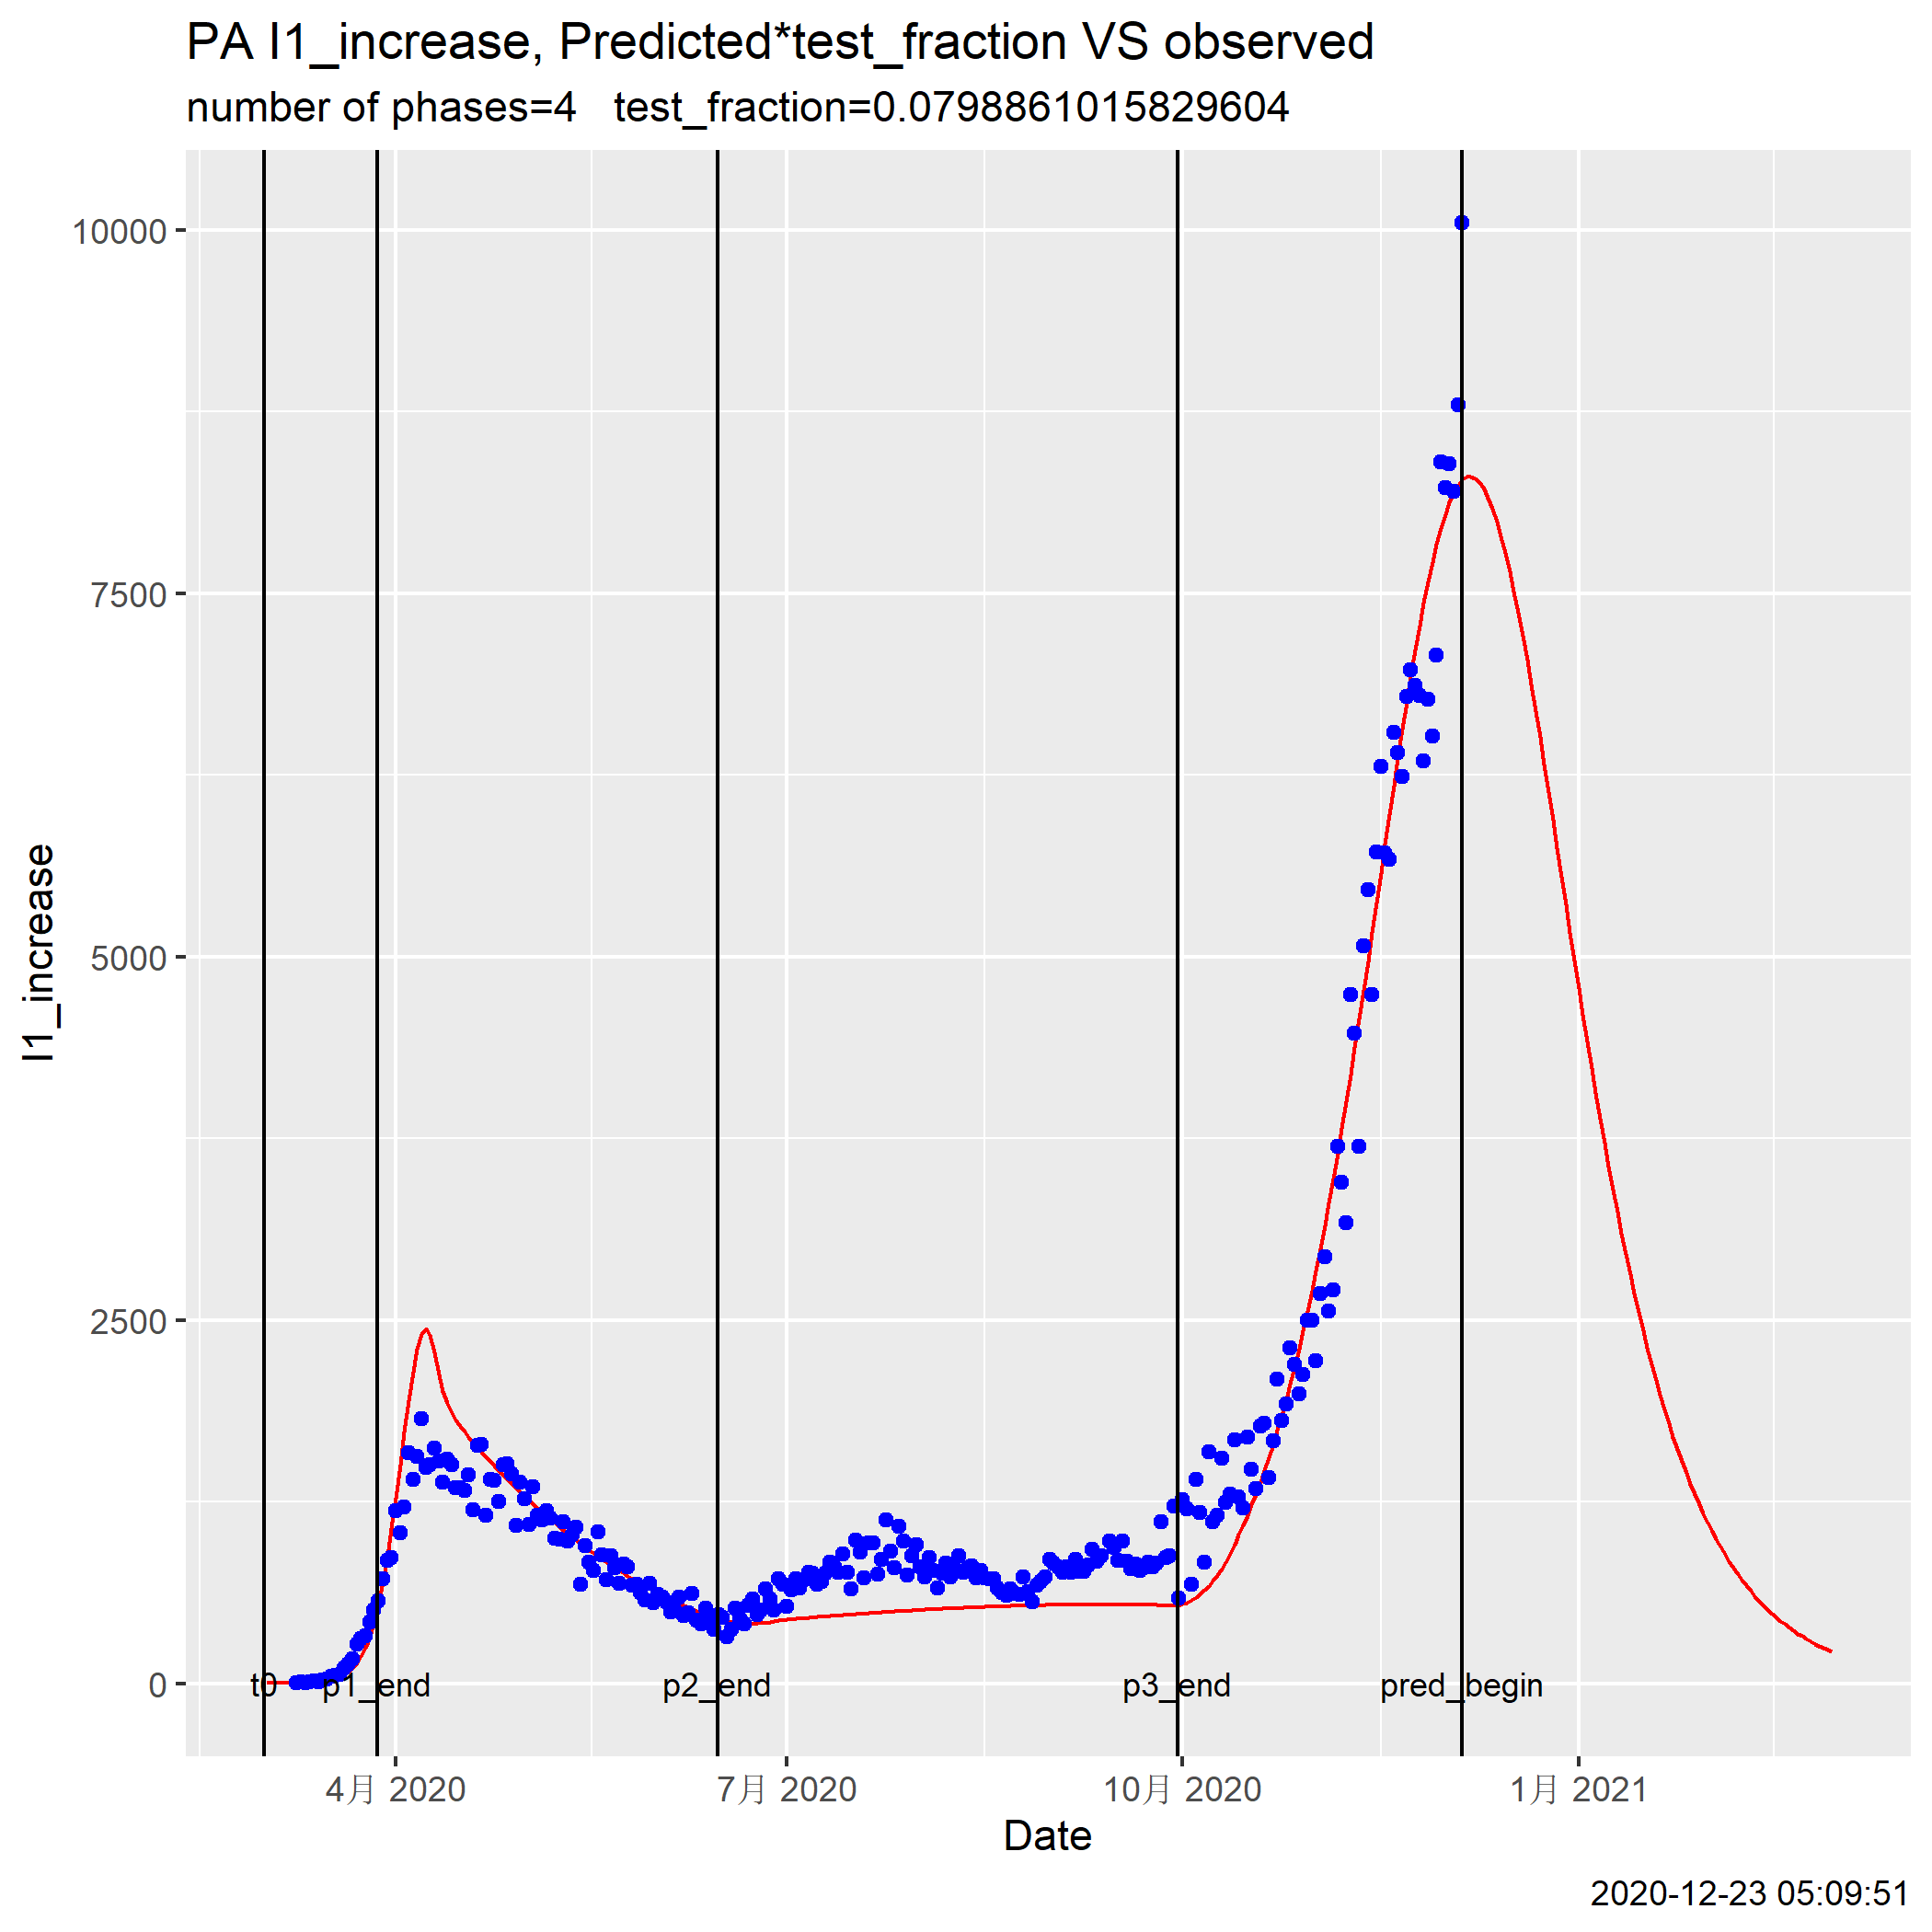 PA I1_increase, Predicted*test_fraction VS observed
number of phases=4   test_fraction=0.0798861015829604
10000
7500
5000
2500
0
I1_increase
t0
p1_end
p2_end
p3_end
pred_begin
4月 2020
7月 2020
10月 2020
1月 2021
Date
2020-12-23 05:09:51